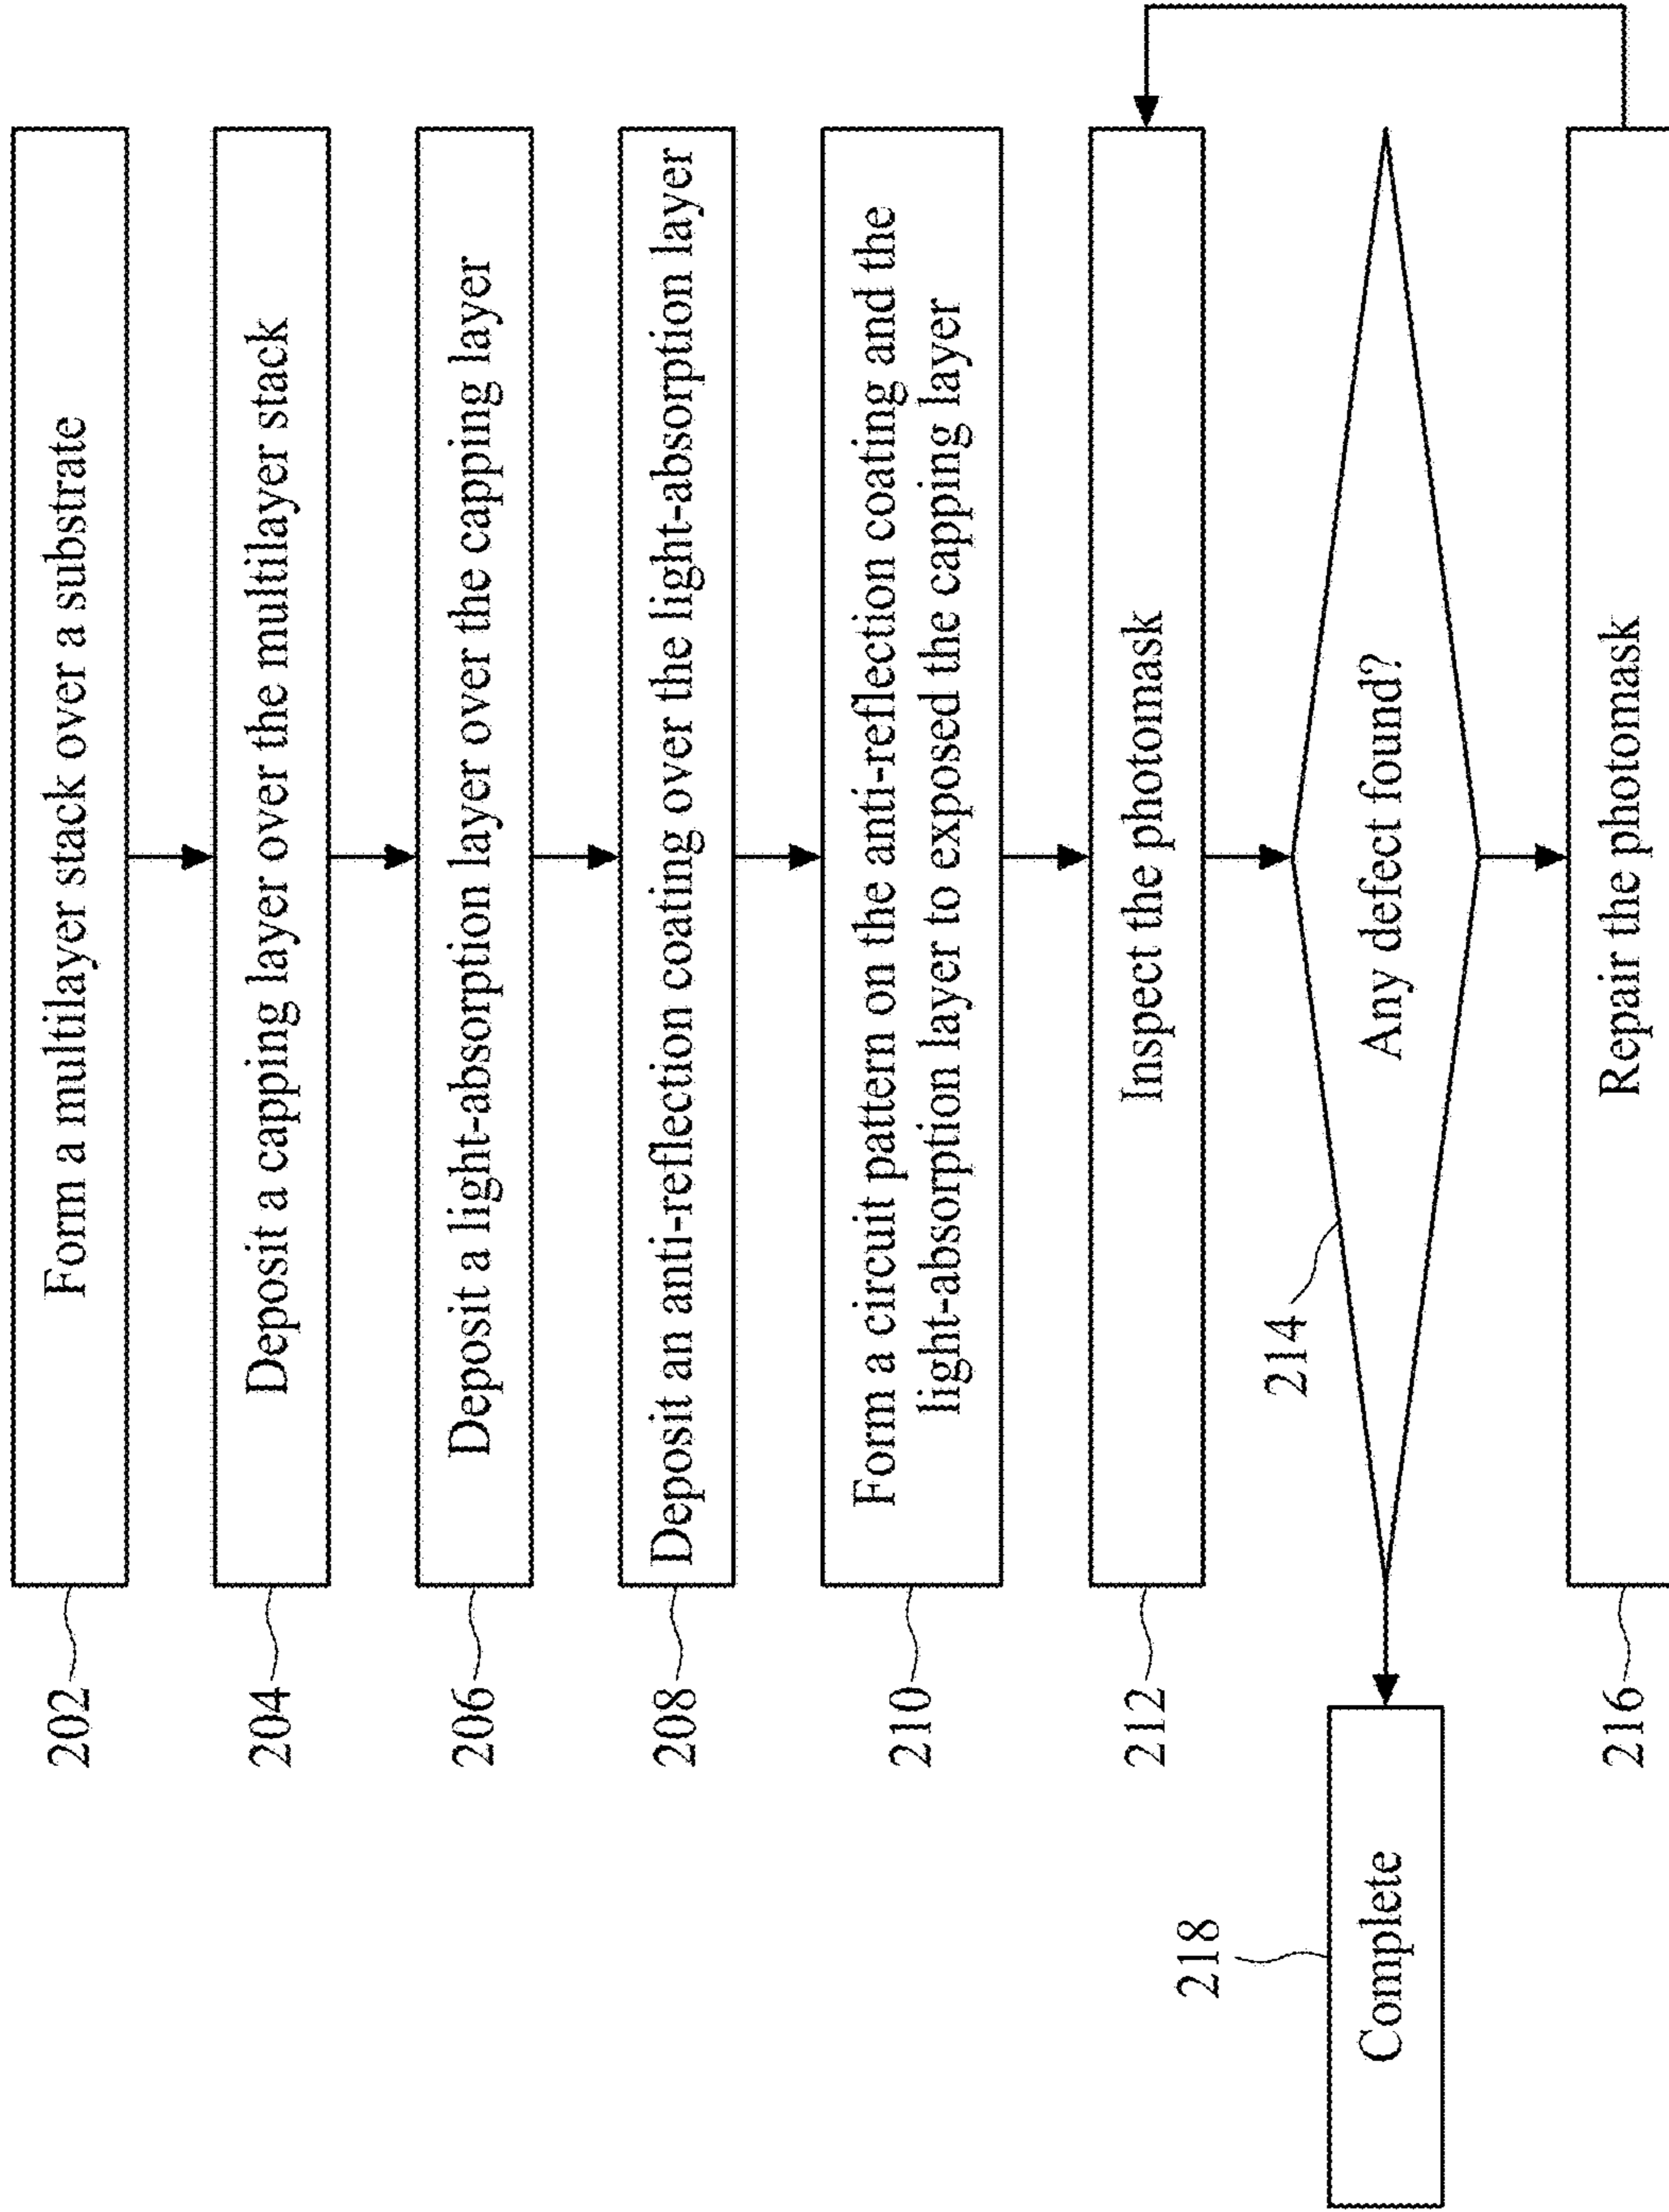 202
Form a multilayer stack over a substrate
204
Deposit a capping layer over the multilayer stack
206
Deposit a light-absorption layer over the capping layer
208
Deposit an anti-reflection coating over the light-absorption layer
210
Form a circuit pattern on the anti-reflection coating and the
light-absorption layer to exposed the capping layer
212
Inspect the photomask
214
Any defect found?
218
Complete
216
Repair the photomask